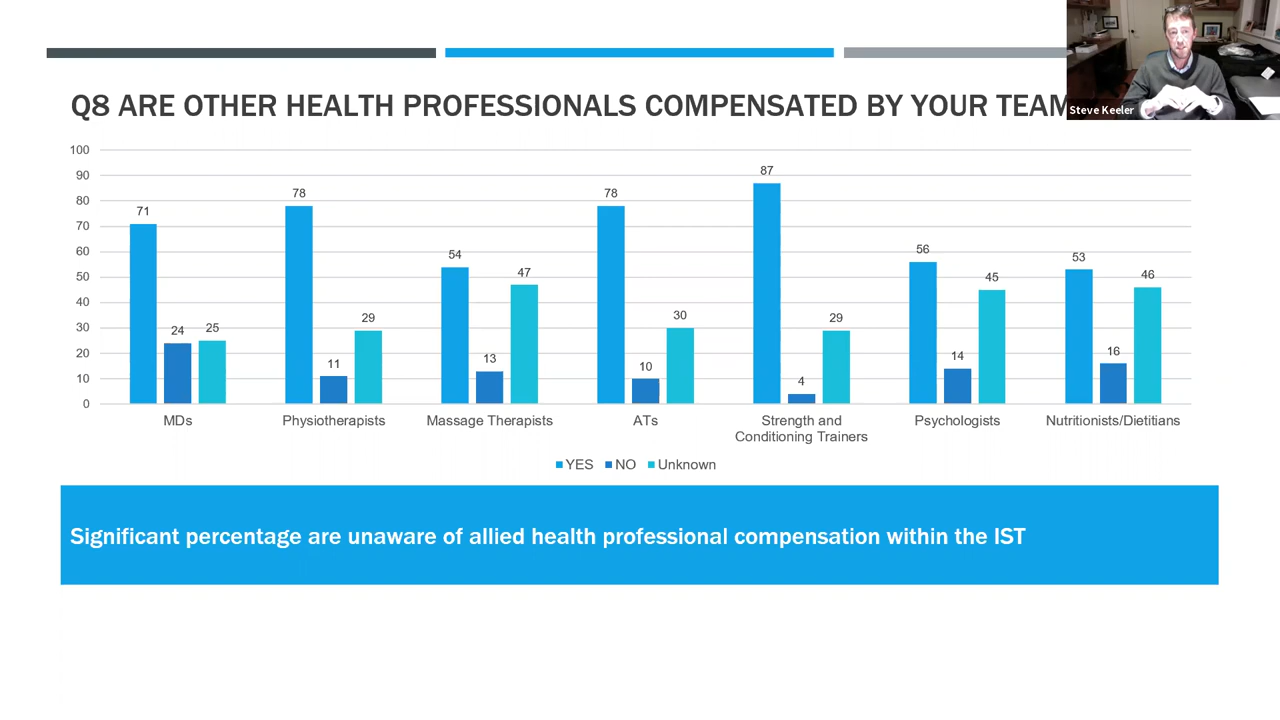 Q8 ARE OTHER HEALTH PROFESSIONALS COMPENSATED BY YOUR TEAM
Steve Keeler
100
90
80
70
60
50
40
30
20
10
0
71
24
25
78
11
29
54
13
47
78
10
30
87
4
29
56
14
45
53
16
46
MDs
Physiotherapists
Massage Therapists
ATs
Strength and
Conditioning Trainers
Psychologists
Nutritionists/Dietitians
YES NO Unknown
Significant percentage are unaware of allied health professional compensation within the IST